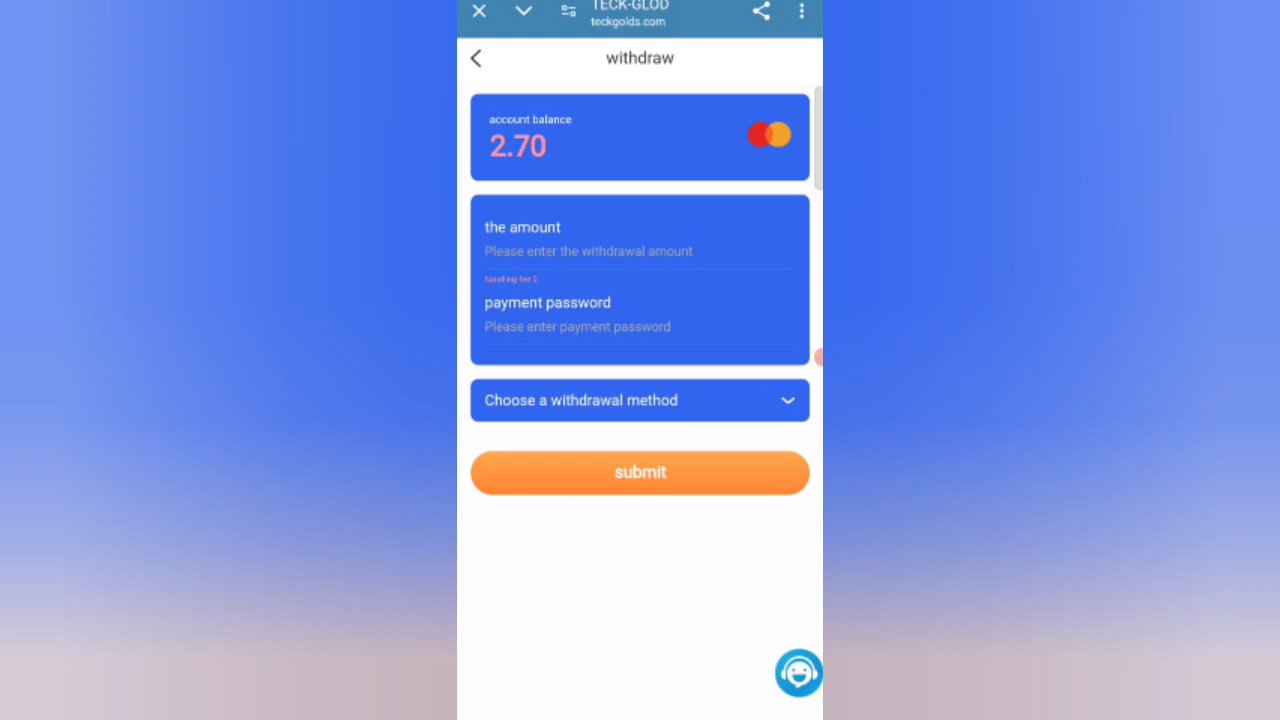 TECK-GLOD
teckgolds.com
withdraw
account balance
2.70
the amount
Please enter the withdrawal amount
handling fee 0
payment password
Please enter payment password
Choose a withdrawal method
submit